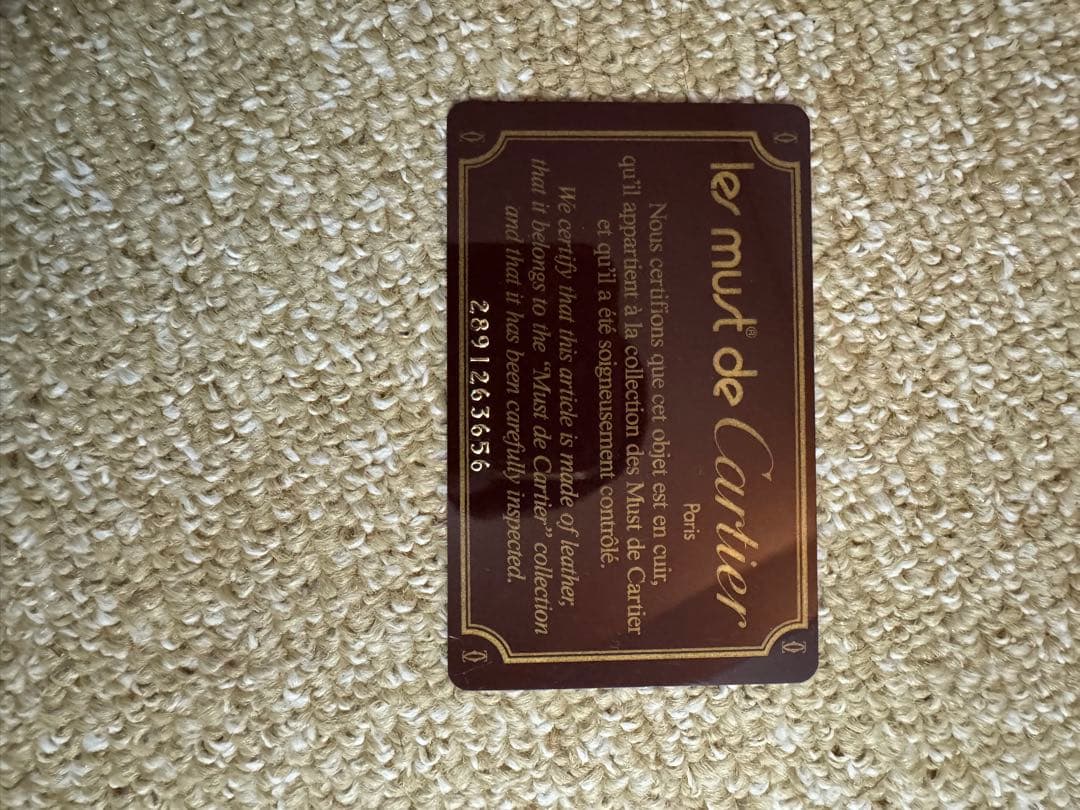 les must® de Cartier
Paris
Nous certifions que cet objet est en cuir,
qu'il appartient à la collection des Must de Cartier
et qu'il a été soigneusement contrôlé.
We certify that this article is made of leather,
that it belongs to the "Must de Cartier" collection
and that it has been carefully inspected.
2891263656